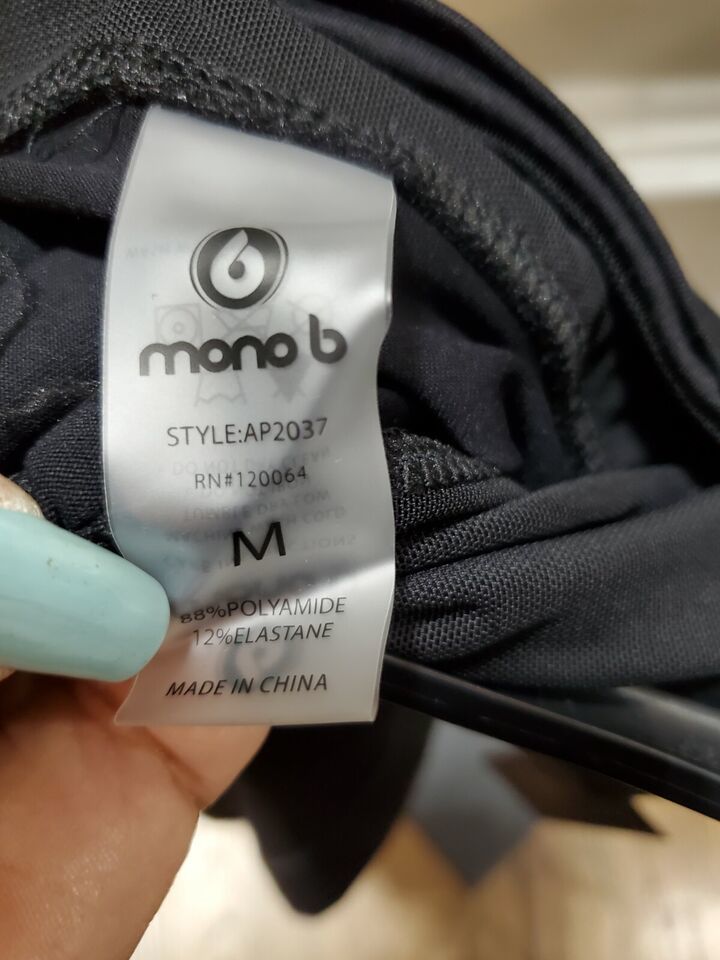 mono b
STYLE:AP2037
RN#120064
M
88%POLYAMIDE
12%ELASTANE
MADE IN CHINA